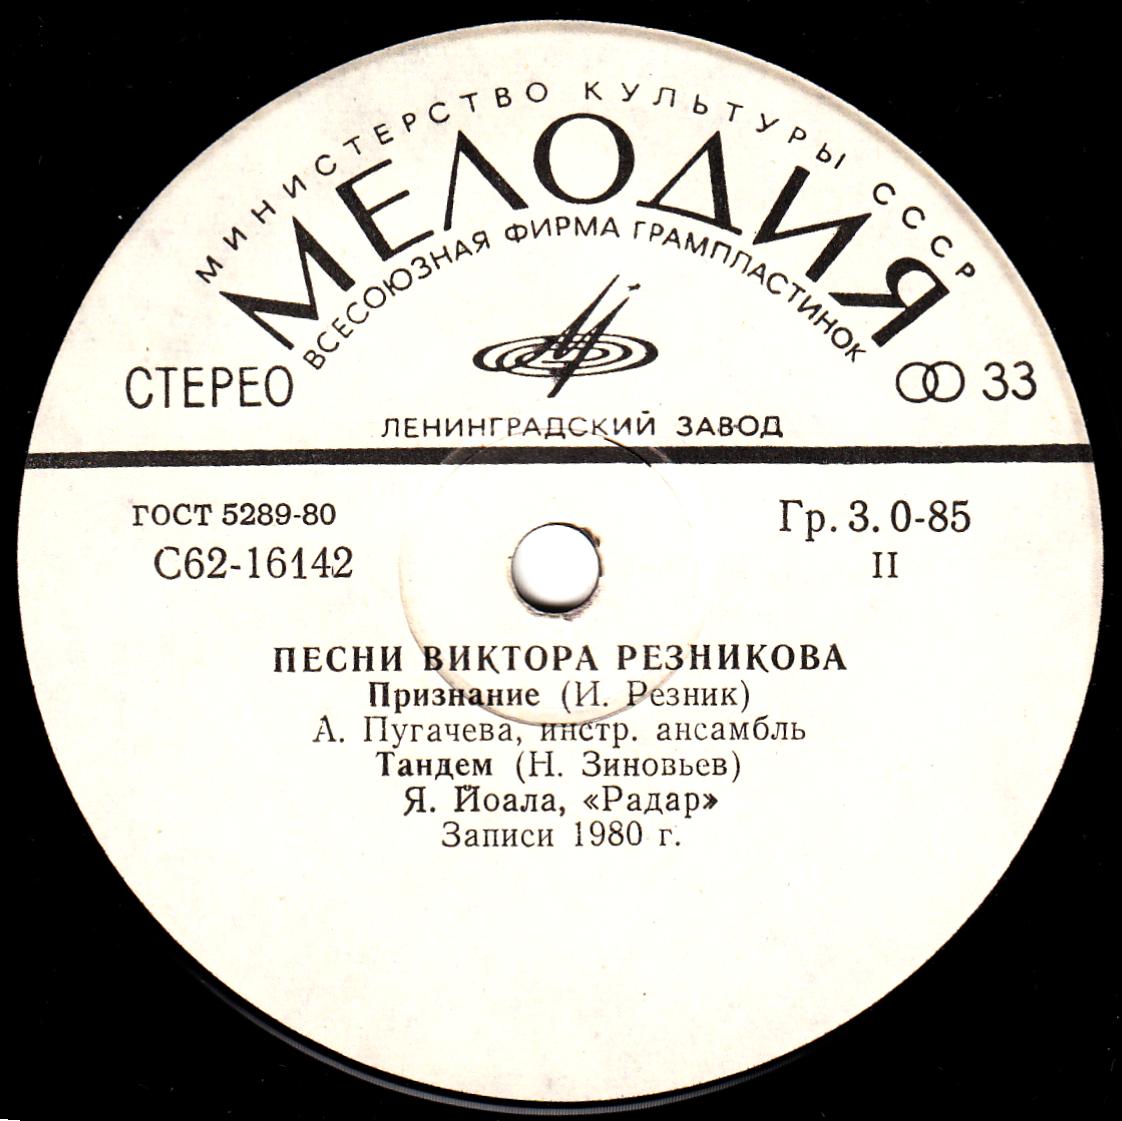 МИНИСТЕРСТВО КУЛЬТУРЫ СССР
МЕЛОДИЯ
ВСЕСОЮЗНАЯ ФИРМА ГРАМПЛАСТИНОК
СТЕРЕО
33
ЛЕНИНГРАДСКИЙ ЗАВОД
ГОСТ 5289-80
Гр. 3. 0-85
С62-16142
II
ПЕСНИ ВИКТОРА РЕЗНИКОВА
Признание (И. Резник)
А. Пугачева, инстр. ансамбль
Тандем (Н. Зиновьев)
Я. Йоала, «Радар»
Записи 1980 г.